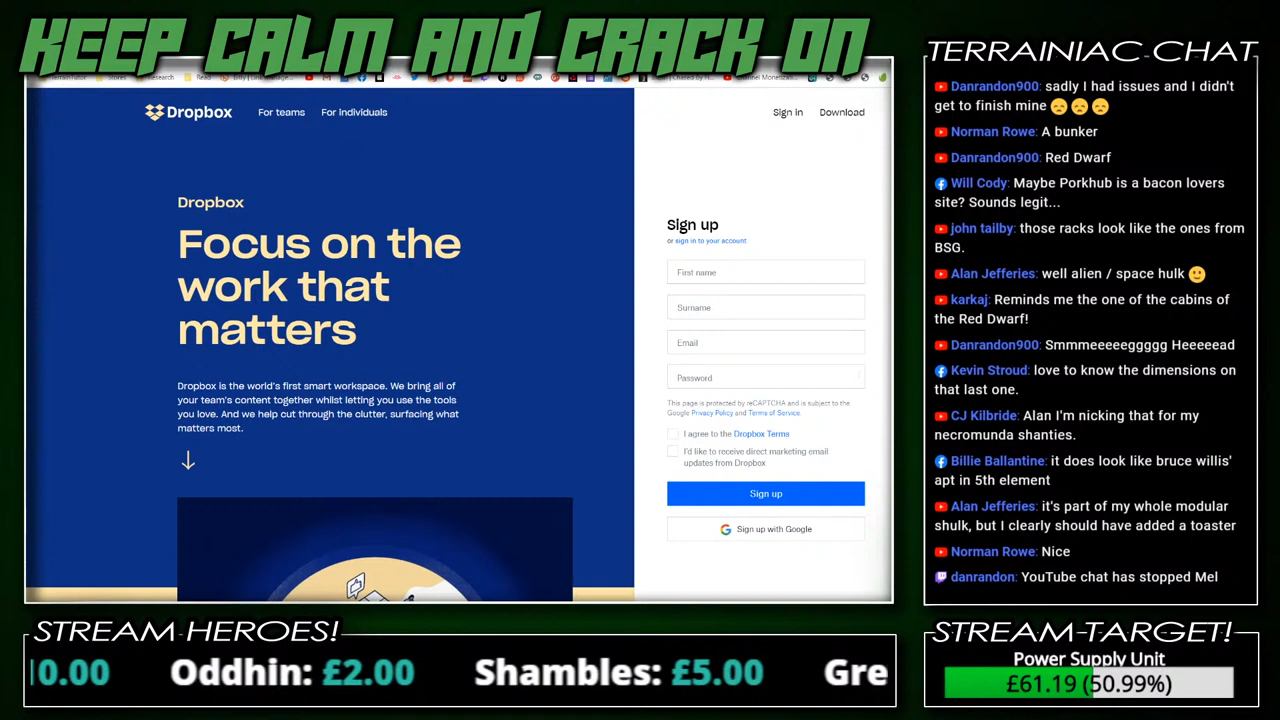 KEEP CALM AND CRACK ON
Stores
Read
Dropbox
For teams
For individuals
Sign in
Download
Dropbox
Focus on the
work that
matters
Dropbox is the world's first smart workspace. We bring all of
your team's content together whilst letting you use the tools
you love. And we help cut through the clutter, surfacing what
matters most.
Sign up
or sign in to your account
First name
Surname
Email
Password
This page is protected by reCAPTCHA and is subject to the
Google Privacy Policy and Terms of Service.
I agree to the Dropbox Terms
I'd like to receive direct marketing email
updates from Dropbox
Sign up
Sign up with Google
TERRAINIAC CHAT
Danrandon900: sadly I had issues and I didn't
get to finish mine 😞 😞 😞
Norman Rowe: A bunker
Danrandon900: Red Dwarf
Will Cody: Maybe Porkhub is a bacon lovers
site? Sounds legit...
john tailby: those racks look like the ones from
BSG.
Alan Jefferies: well alien / space hulk 🙂
karkaj: Reminds me the one of the cabins of
the Red Dwarf!
Danrandon900: Smmmeeeeeggggg Heeeeead
Kevin Stroud: love to know the dimensions on
that last one.
CJ Kilbride: Alan I'm nicking that for my
necromunda shanties.
Billie Ballantine: it does look like bruce willis'
apt in 5th element
Alan Jefferies: it's part of my whole modular
shulk, but I clearly should have added a toaster
Norman Rowe: Nice
danrandon: YouTube chat has stopped Mel
STREAM HEROES!
0.00 Oddhin: £2.00 Shambles: £5.00 Gre
STREAM TARGET!
Power Supply Unit
£61.19 (50.99%)